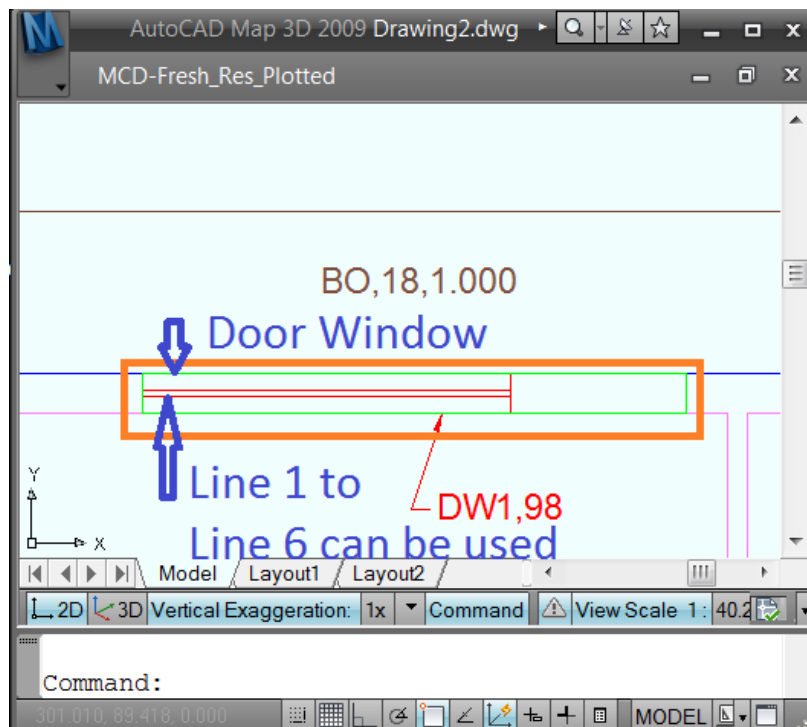 AutoCAD Map 3D 2009 Drawing2.dwg
MCD-Fresh_Res_Plotted
BO,18,1.000
Door Window
Line 1 to
DW1,98
Line 6 can be used
Y
X
Model Layout1 Layout2
2D 3D Vertical Exaggeration: 1x Command View Scale 1: 40.2
Command:
301.010, 89.418, 0.000 MODEL